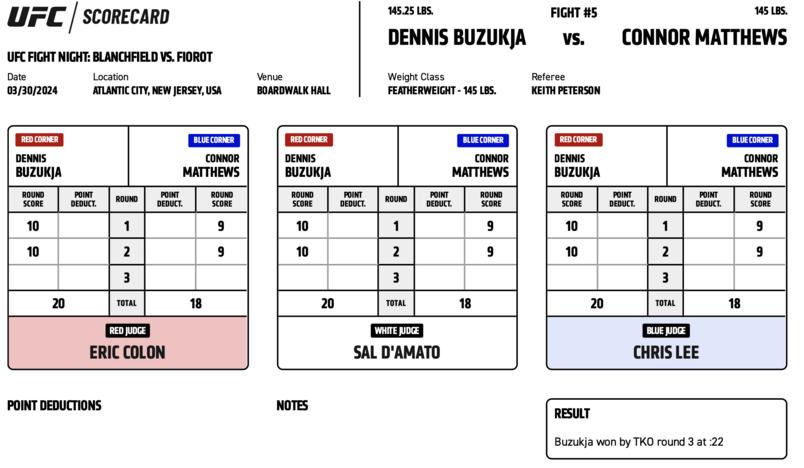 UFC / SCORECARD
UFC FIGHT NIGHT: BLANCHFIELD VS. FIOROT
Date Location Venue
03/30/2024 ATLANTIC CITY, NEW JERSEY, USA BOARDWALK HALL
145.25 LBS. FIGHT #5 145 LBS.
DENNIS BUZUKJA vs. CONNOR MATTHEWS
Weight Class Referee
FEATHERWEIGHT - 145 LBS. KEITH PETERSON
RED CORNER BLUE CORNER
DENNIS CONNOR
BUZUKJA MATTHEWS
ROUND SCORE POINT DEDUCT. ROUND POINT DEDUCT. ROUND SCORE
10 1 9
10 2 9
3
20 TOTAL 18
RED JUDGE
ERIC COLON
RED CORNER BLUE CORNER
DENNIS CONNOR
BUZUKJA MATTHEWS
ROUND SCORE POINT DEDUCT. ROUND POINT DEDUCT. ROUND SCORE
10 1 9
10 2 9
3
20 TOTAL 18
WHITE JUDGE
SAL D'AMATO
RED CORNER BLUE CORNER
DENNIS CONNOR
BUZUKJA MATTHEWS
ROUND SCORE POINT DEDUCT. ROUND POINT DEDUCT. ROUND SCORE
10 1 9
10 2 9
3
20 TOTAL 18
BLUE JUDGE
CHRIS LEE
POINT DEDUCTIONS
NOTES
RESULT
Buzukja won by TKO round 3 at :22